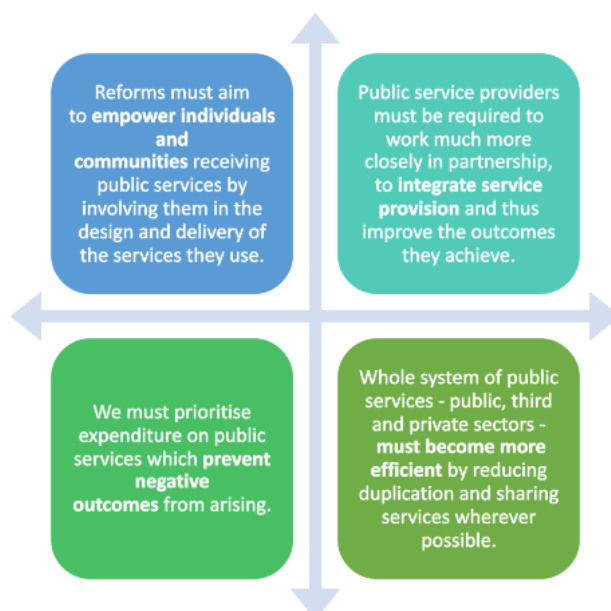 Reforms must aim
to empower individuals
and
communities receiving
public services by
involving them in the
design and delivery of
the services they use.
Public service providers
must be required to
work much more
closely in partnership,
to integrate service
provision and thus
improve the outcomes
they achieve.
We must prioritise
expenditure on public
services which prevent
negative
outcomes from arising.
Whole system of public
services - public, third
and private sectors -
must become more
efficient by reducing
duplication and sharing
services wherever
possible.